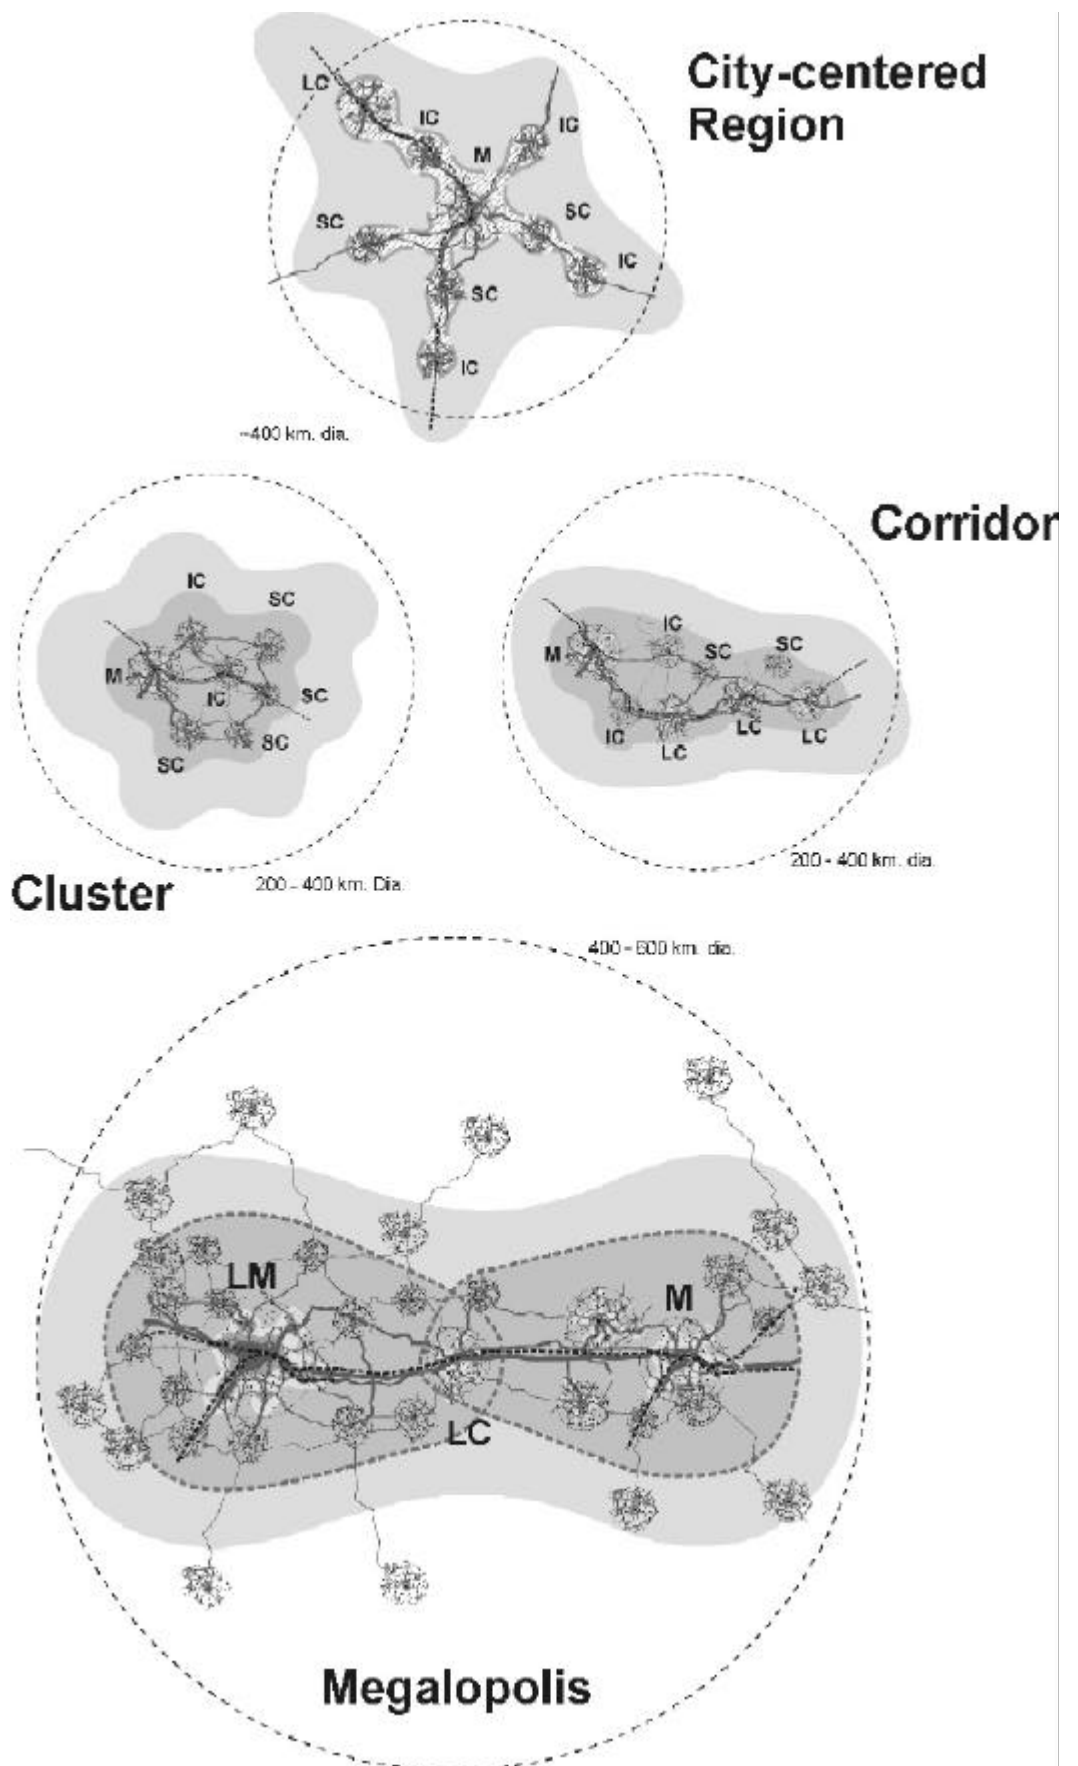 City-centered
Region
LC
IC
IC
M
SC
SC
IC
SC
IC
~400 km. dia.
Corridor
IC
SC
M
IC
SC
SC
SC
IC
SC
SC
M
IC
LC
LC
LC
200 - 400 km. dia.
200 - 400 km. Dia.
Cluster
400 - 600 km. dia.
LM
M
LC
Megalopolis